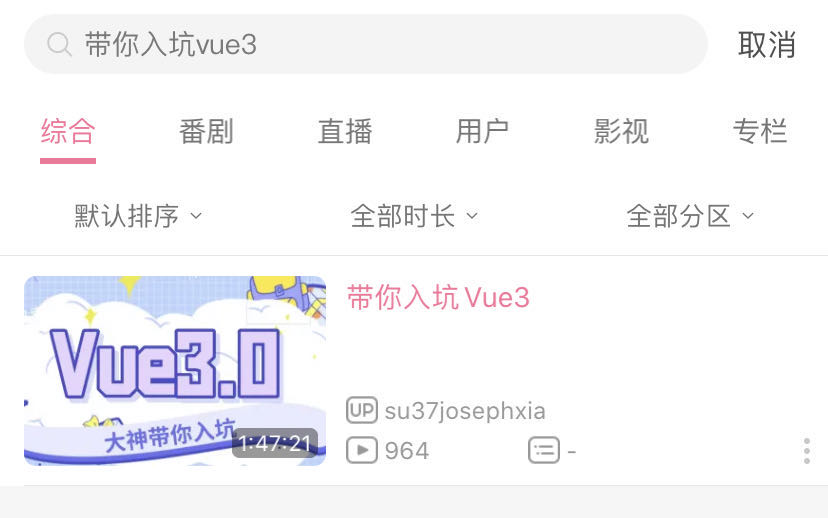 带你入坑vue3 取消
综合 番剧 直播 用户 影视 专栏
默认排序 全部时长 全部分区
带你入坑 Vue3
Vue3.0
大神带你入坑
1:47:21
UP su37josephxia
964 -